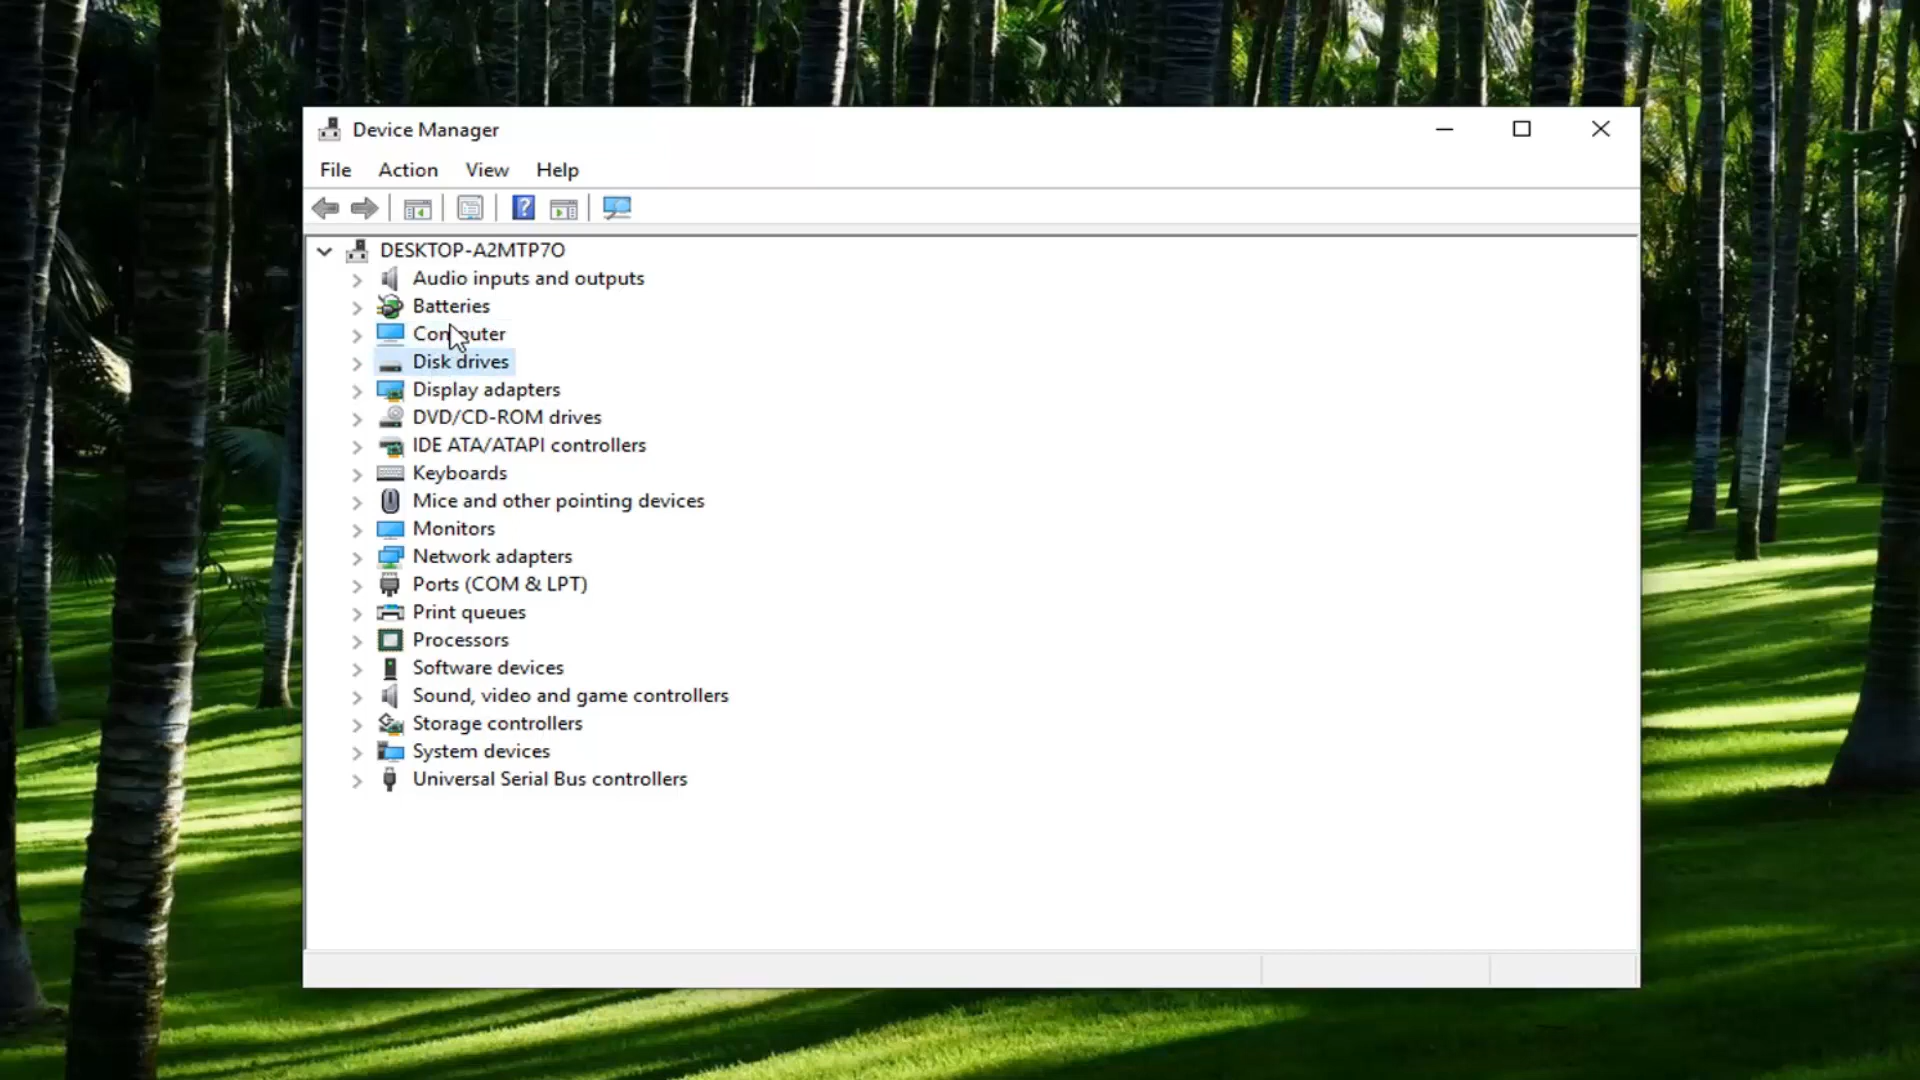 Device Manager
File Action View Help
?
DESKTOP-A2MTP7O
Audio inputs and outputs
Batteries
Computer
Disk drives
Display adapters
DVD/CD-ROM drives
IDE ATA/ATAPI controllers
Keyboards
Mice and other pointing devices
Monitors
Network adapters
Ports (COM & LPT)
Print queues
Processors
Software devices
Sound, video and game controllers
Storage controllers
System devices
Universal Serial Bus controllers